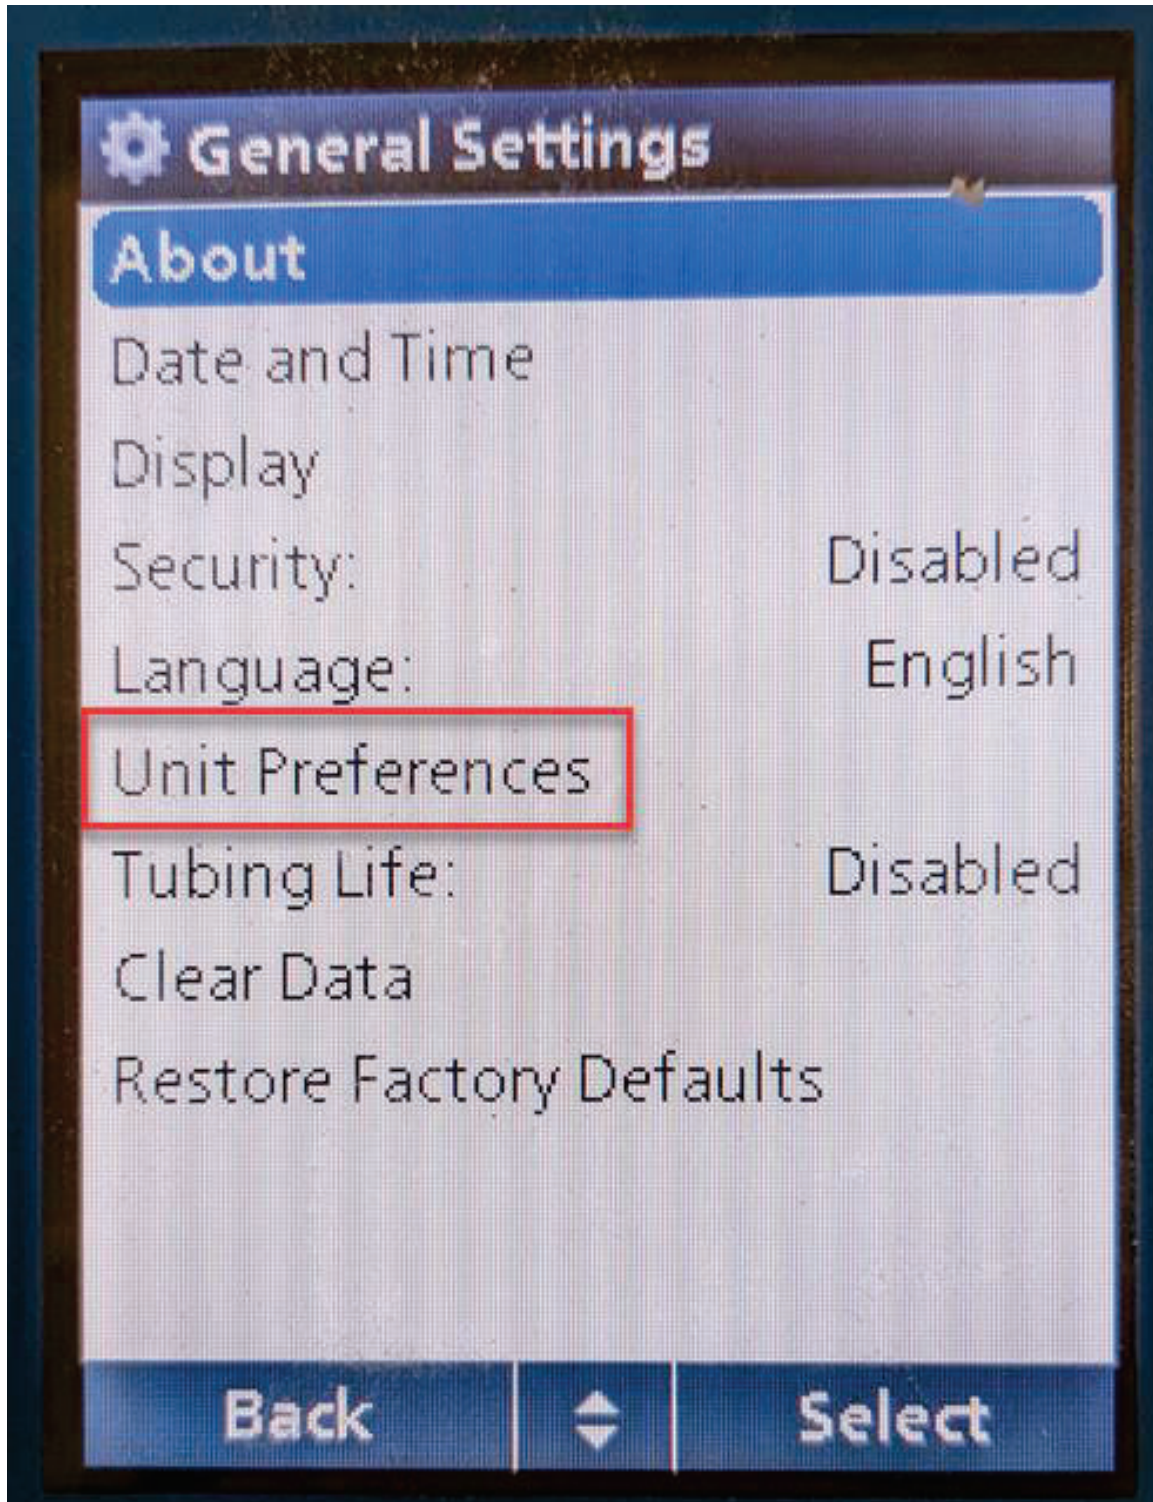 General Settings
About
Date and Time
Display
Security: Disabled
Language: English
Unit Preferences
Tubing Life: Disabled
Clear Data
Restore Factory Defaults
Back Select